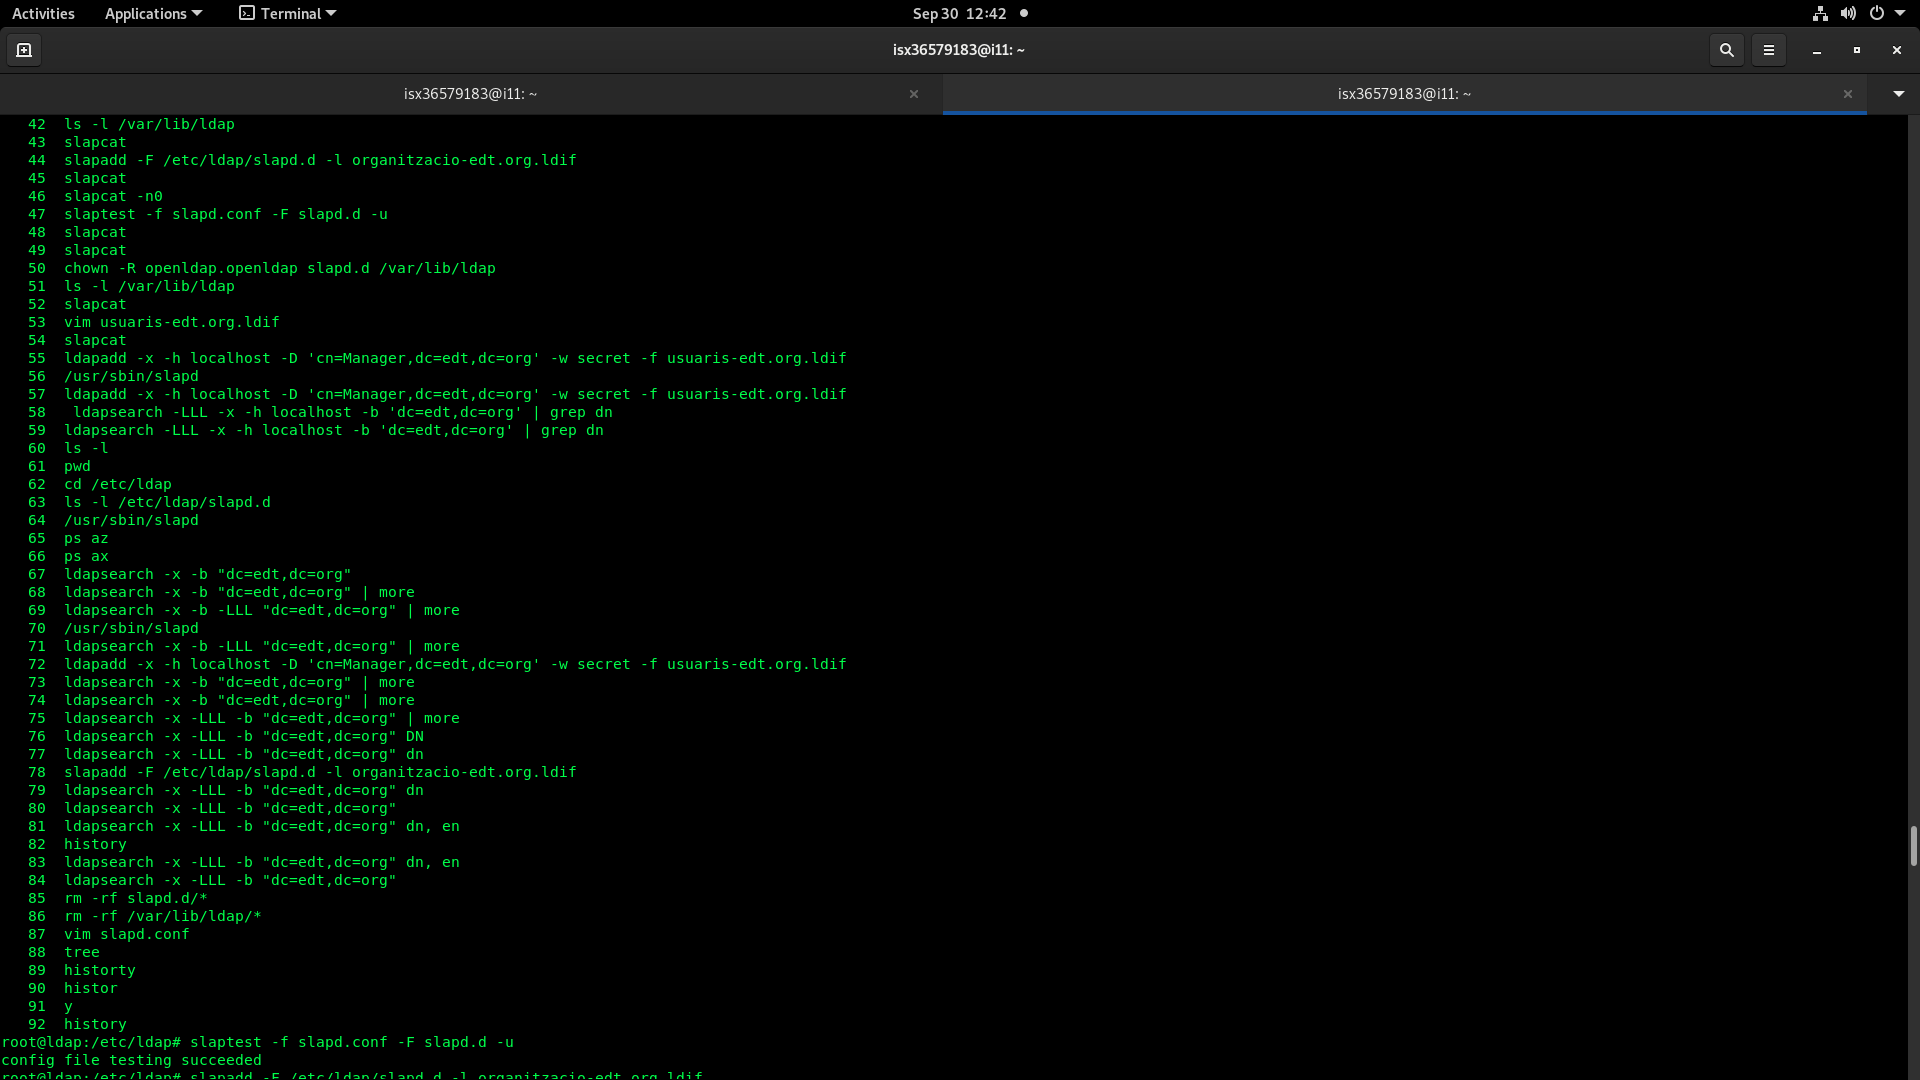 Activities Applications Terminal Sep 30 12:42
isx36579183@i11: ~
isx36579183@i11: ~ isx36579183@i11: ~
42 ls -l /var/lib/ldap
43 slapcat
44 slapadd -F /etc/ldap/slapd.d -l organitzacio-edt.org.ldif
45 slapcat
46 slapcat -n0
47 slaptest -f slapd.conf -F slapd.d -u
48 slapcat
49 slapcat
50 chown -R openldap.openldap slapd.d /var/lib/ldap
51 ls -l /var/lib/ldap
52 slapcat
53 vim usuaris-edt.org.ldif
54 slapcat
55 ldapadd -x -h localhost -D 'cn=Manager,dc=edt,dc=org' -w secret -f usuaris-edt.org.ldif
56 /usr/sbin/slapd
57 ldapadd -x -h localhost -D 'cn=Manager,dc=edt,dc=org' -w secret -f usuaris-edt.org.ldif
58  ldapsearch -LLL -x -h localhost -b 'dc=edt,dc=org' | grep dn
59 ldapsearch -LLL -x -h localhost -b 'dc=edt,dc=org' | grep dn
60 ls -l
61 pwd
62 cd /etc/ldap
63 ls -l /etc/ldap/slapd.d
64 /usr/sbin/slapd
65 ps az
66 ps ax
67 ldapsearch -x -b "dc=edt,dc=org"
68 ldapsearch -x -b "dc=edt,dc=org" | more
69 ldapsearch -x -b -LLL "dc=edt,dc=org" | more
70 /usr/sbin/slapd
71 ldapsearch -x -b -LLL "dc=edt,dc=org" | more
72 ldapadd -x -h localhost -D 'cn=Manager,dc=edt,dc=org' -w secret -f usuaris-edt.org.ldif
73 ldapsearch -x -b "dc=edt,dc=org" | more
74 ldapsearch -x -b "dc=edt,dc=org" | more
75 ldapsearch -x -LLL -b "dc=edt,dc=org" | more
76 ldapsearch -x -LLL -b "dc=edt,dc=org" DN
77 ldapsearch -x -LLL -b "dc=edt,dc=org" dn
78 slapadd -F /etc/ldap/slapd.d -l organitzacio-edt.org.ldif
79 ldapsearch -x -LLL -b "dc=edt,dc=org" dn
80 ldapsearch -x -LLL -b "dc=edt,dc=org"
81 ldapsearch -x -LLL -b "dc=edt,dc=org" dn, en
82 history
83 ldapsearch -x -LLL -b "dc=edt,dc=org" dn, en
84 ldapsearch -x -LLL -b "dc=edt,dc=org"
85 rm -rf slapd.d/*
86 rm -rf /var/lib/ldap/*
87 vim slapd.conf
88 tree
89 historty
90 histor
91 y
92 history
root@ldap:/etc/ldap# slaptest -f slapd.conf -F slapd.d -u
config file testing succeeded
root@ldap:/etc/ldap# slapadd -F /etc/ldap/slapd.d -l organitzacio-edt.org.ldif